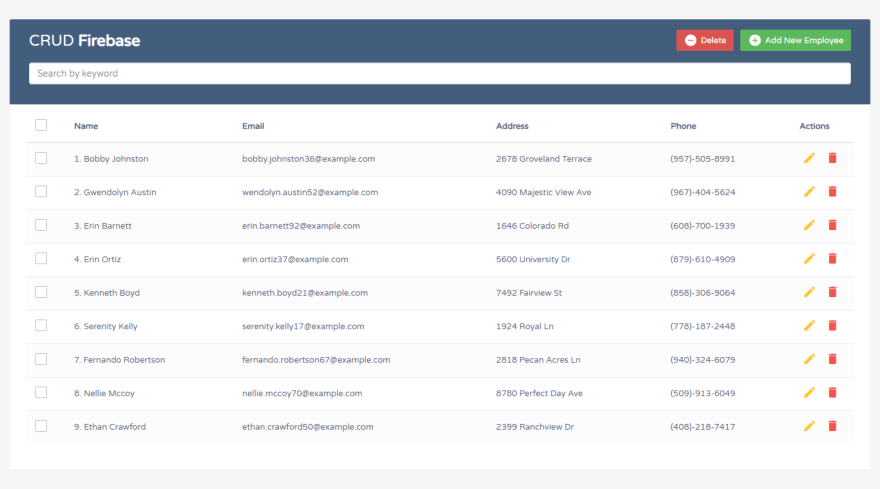 CRUD Firebase
Delete
Add New Employee
Search by keyword
Name Email Address Phone Actions
1. Bobby Johnston bobby.johnston36@example.com 2678 Groveland Terrace (957)-505-8991
2. Gwendolyn Austin wendolyn.austin52@example.com 4090 Majestic View Ave (967)-404-5624
3. Erin Barnett erin.barnett92@example.com 1646 Colorado Rd (608)-700-1939
4. Erin Ortiz erin.ortiz37@example.com 5600 University Dr (879)-610-4909
5. Kenneth Boyd kenneth.boyd21@example.com 7492 Fairview St (858)-306-9064
6. Serenity Kelly serenity.kelly17@example.com 1924 Royal Ln (778)-187-2448
7. Fernando Robertson fernando.robertson67@example.com 2818 Pecan Acres Ln (940)-324-6079
8. Nellie Mccoy nellie.mccoy70@example.com 8780 Perfect Day Ave (509)-913-6049
9. Ethan Crawford ethan.crawford50@example.com 2399 Ranchview Dr (408)-218-7417